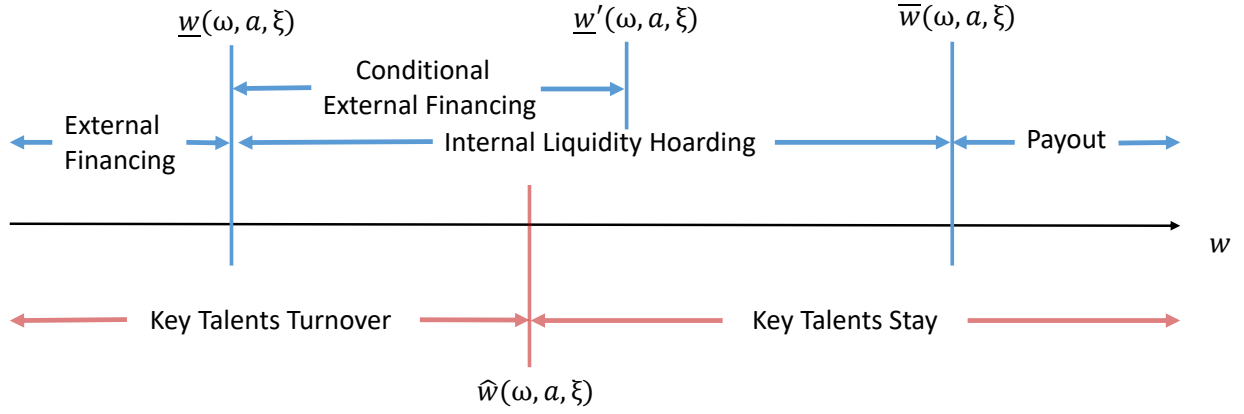 w(ω, a, ξ)
w′(ω, a, ξ)
w̅(ω, a, ξ)
Conditional
External Financing
External
Financing
Internal Liquidity Hoarding
Payout
w
Key Talents Turnover
Key Talents Stay
ŵ(ω, a, ξ)